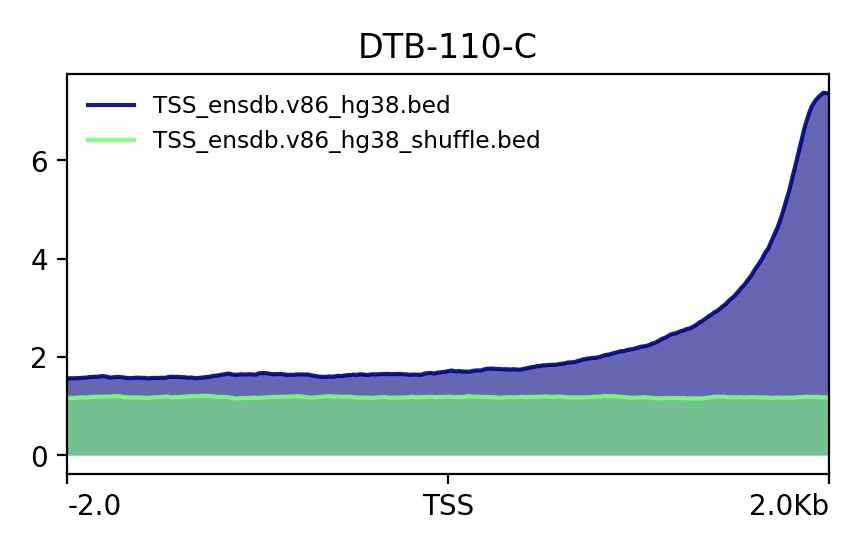 DTB-110-C
TSS_ensdb.v86_hg38.bed
TSS_ensdb.v86_hg38_shuffle.bed
6
4
2
0
-2.0 TSS 2.0Kb